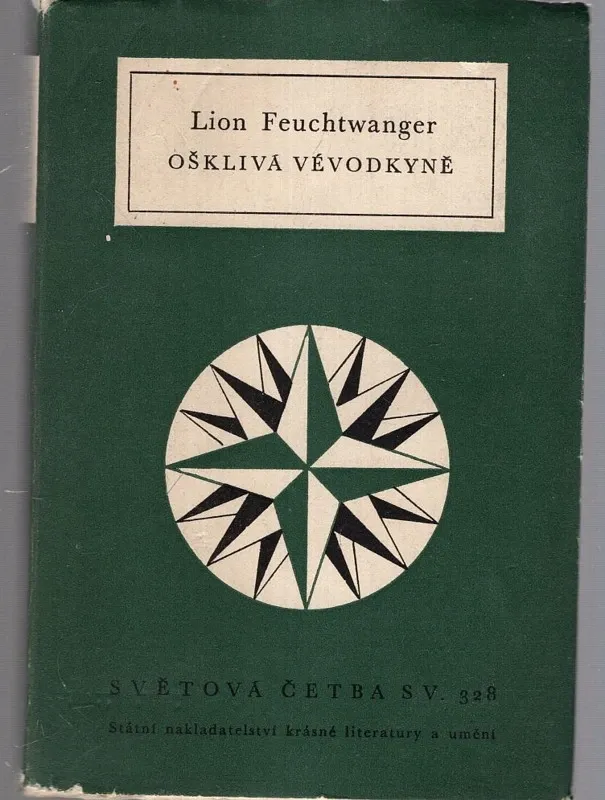 Lion Feuchtwanger
OŠKLIVÁ VÉVODKYNĚ
SVĚTOVÁ ČETBA SV. 328
Státní nakladatelství krásné literatury a umění